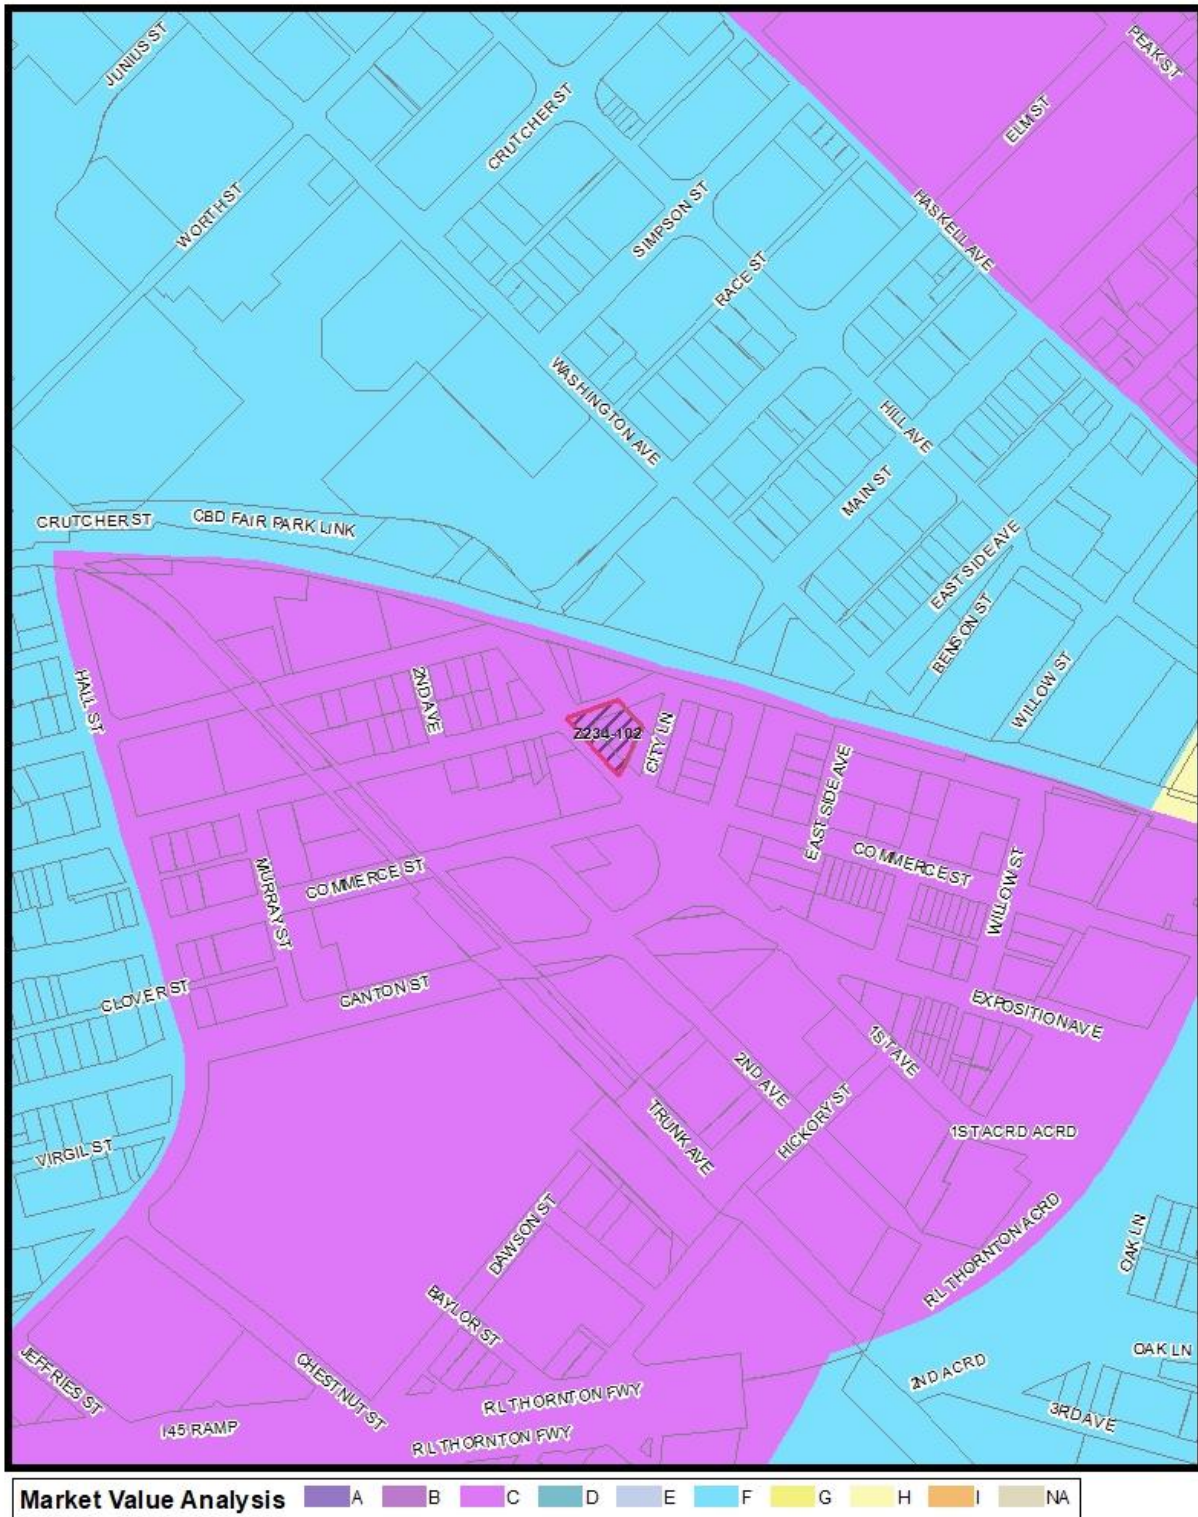 JUNIUS ST
PEAK ST
ELM ST
CRUTCHER ST
WORTH ST
SIMPSON ST
HASKELL AVE
RACE ST
WASHINGTON AVE
HILL AVE
MAIN ST
CRUTCHER ST
CBD FAIR PARK LINK
EAST SIDE AVE
BENSON ST
WILLOW ST
HALL ST
2ND AVE
Z234-102
CITY LN
EAST SIDE AVE
COMMERCE ST
COMMERCE ST
MURRAY ST
WILLOW ST
CLOVER ST
CANTON ST
EXPOSITION AVE
1ST AVE
2ND AVE
HICKORY ST
TRUNK AVE
1ST ACRD ACRD
VIRGIL ST
DAWSON ST
RL THORNTON ACRD
OAK LN
BAYLOR ST
OAK LN
JEFFRIES ST
CHESTNUT ST
2ND ACRD
RL THORNTON FWY
3RD AVE
I45 RAMP
RL THORNTON FWY
Market Value Analysis A B C D E F G H I NA